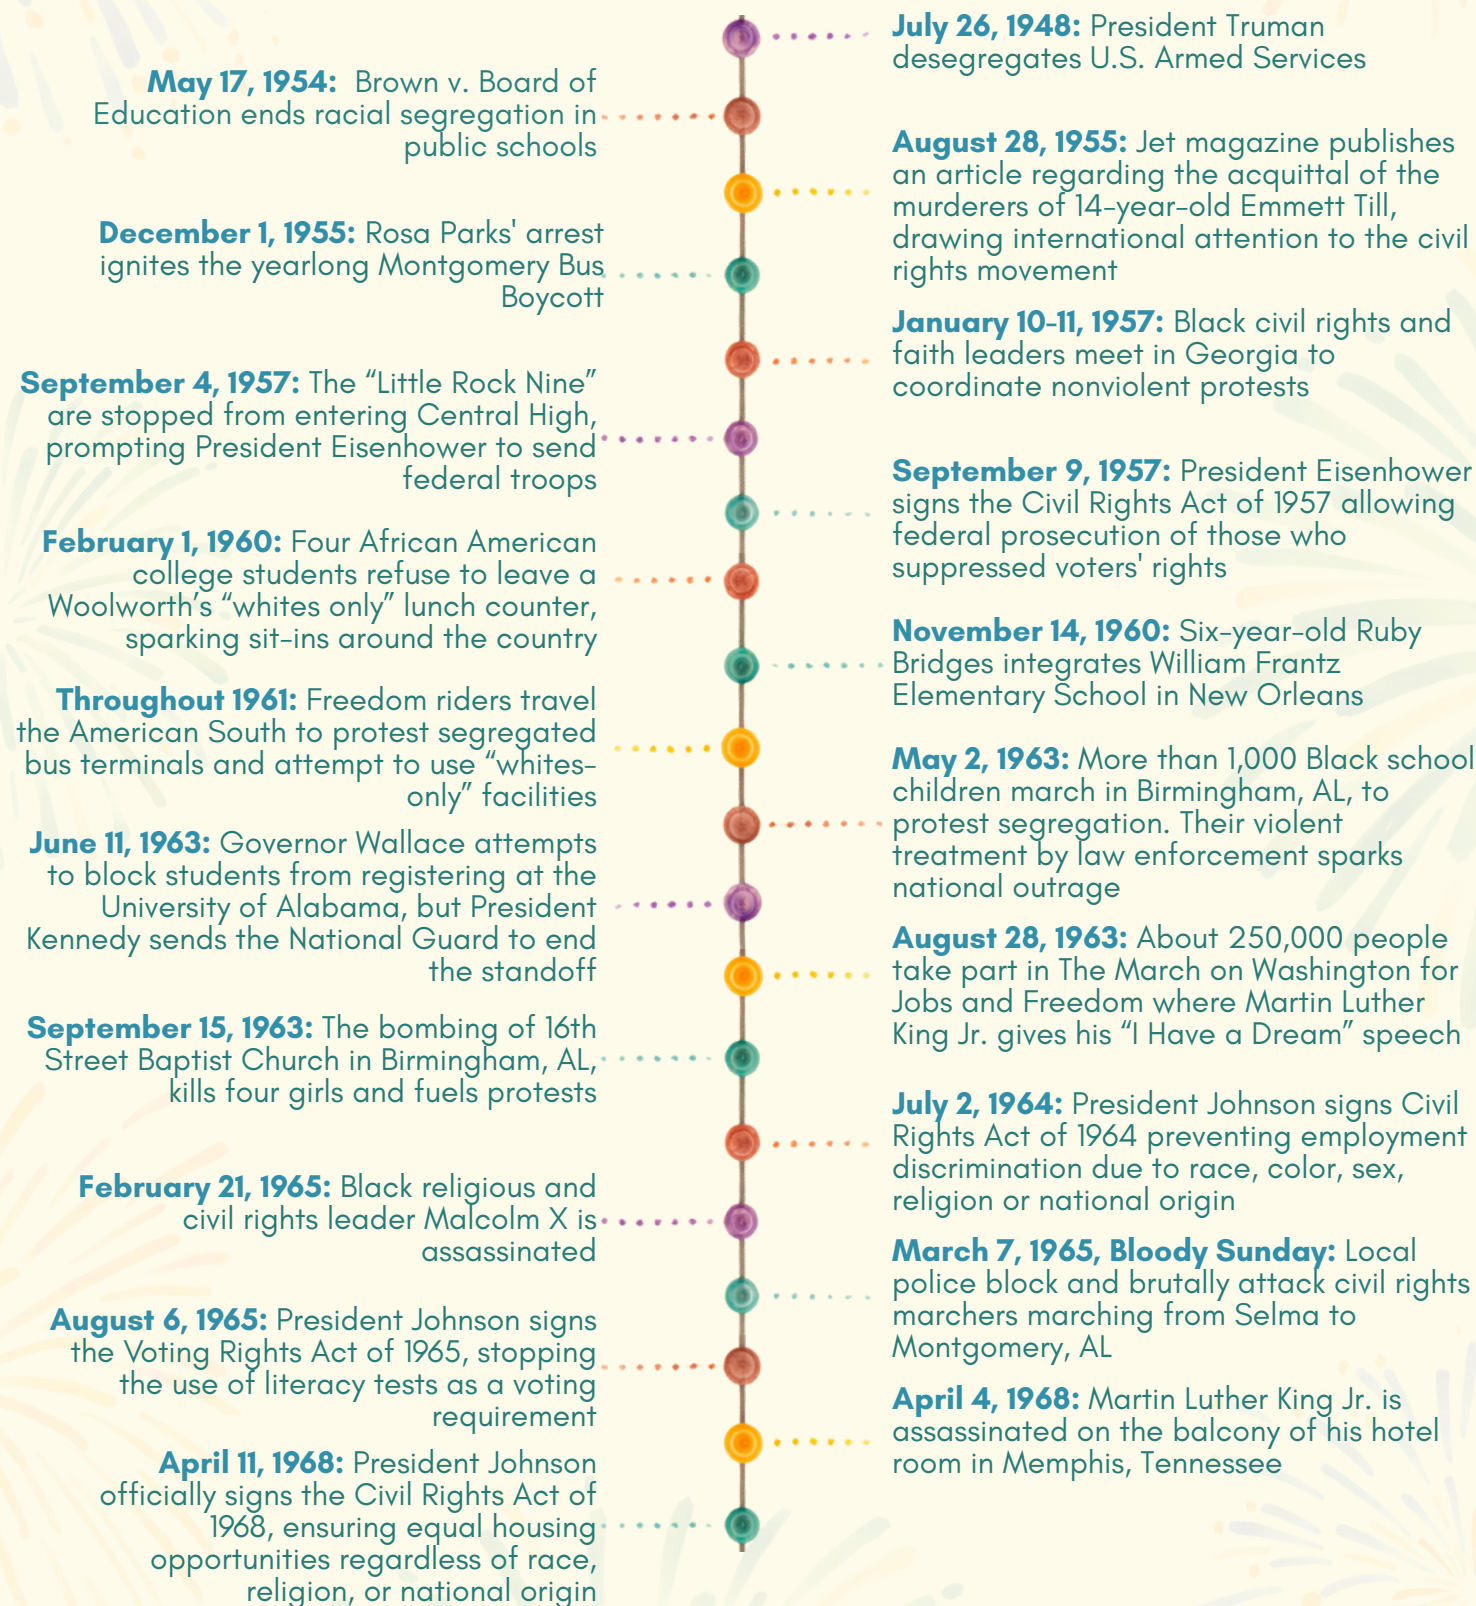 July 26, 1948: President Truman
desegregates U.S. Armed Services
May 17, 1954: Brown v. Board of
Education ends racial segregation in
public schools
August 28, 1955: Jet magazine publishes
an article regarding the acquittal of the
murderers of 14-year-old Emmett Till,
drawing international attention to the civil
rights movement
December 1, 1955: Rosa Parks' arrest
ignites the yearlong Montgomery Bus
Boycott
January 10-11, 1957: Black civil rights and
faith leaders meet in Georgia to
coordinate nonviolent protests
September 4, 1957: The “Little Rock Nine”
are stopped from entering Central High,
prompting President Eisenhower to send
federal troops
September 9, 1957: President Eisenhower
signs the Civil Rights Act of 1957 allowing
federal prosecution of those who
suppressed voters' rights
February 1, 1960: Four African American
college students refuse to leave a
Woolworth’s “whites only” lunch counter,
sparking sit-ins around the country
November 14, 1960: Six-year-old Ruby
Bridges integrates William Frantz
Elementary School in New Orleans
Throughout 1961: Freedom riders travel
the American South to protest segregated
bus terminals and attempt to use “whites-
only” facilities
May 2, 1963: More than 1,000 Black school
children march in Birmingham, AL, to
protest segregation. Their violent
treatment by law enforcement sparks
national outrage
June 11, 1963: Governor Wallace attempts
to block students from registering at the
University of Alabama, but President
Kennedy sends the National Guard to end
the standoff
August 28, 1963: About 250,000 people
take part in The March on Washington for
Jobs and Freedom where Martin Luther
King Jr. gives his “I Have a Dream” speech
September 15, 1963: The bombing of 16th
Street Baptist Church in Birmingham, AL,
kills four girls and fuels protests
July 2, 1964: President Johnson signs Civil
Rights Act of 1964 preventing employment
discrimination due to race, color, sex,
religion or national origin
February 21, 1965: Black religious and
civil rights leader Malcolm X is
assassinated
March 7, 1965, Bloody Sunday: Local
police block and brutally attack civil rights
marchers marching from Selma to
Montgomery, AL
August 6, 1965: President Johnson signs
the Voting Rights Act of 1965, stopping
the use of literacy tests as a voting
requirement
April 4, 1968: Martin Luther King Jr. is
assassinated on the balcony of his hotel
room in Memphis, Tennessee
April 11, 1968: President Johnson
officially signs the Civil Rights Act of
1968, ensuring equal housing
opportunities regardless of race,
religion, or national origin